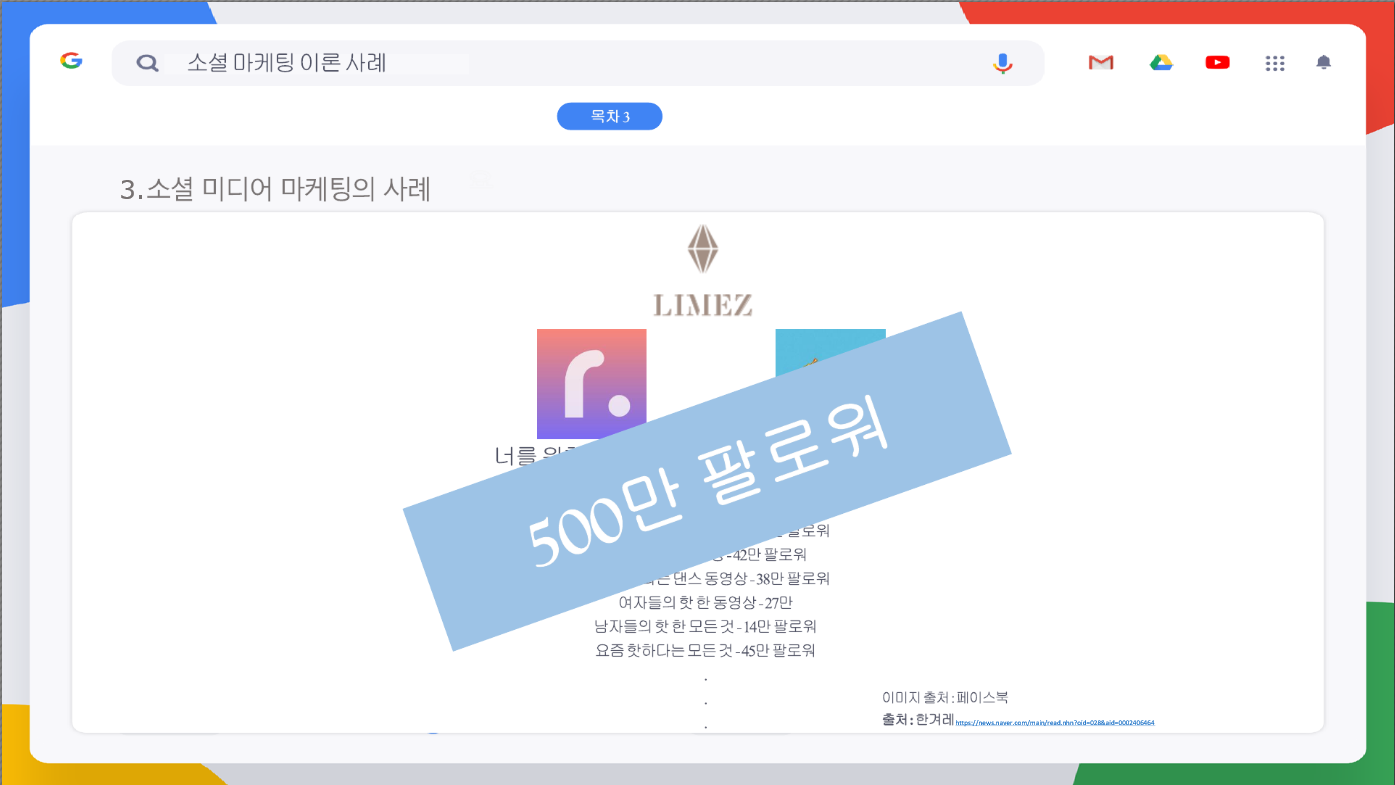 소셜 마케팅 이론 사례
목차 3
3.소셜 미디어 마케팅의 사례
LIMEZ
r.
너를
500만 팔로워
팔로워
-42만 팔로워
댄스 동영상 -38만 팔로워
여자들의 핫 한 동영상 -27만
남자들의 핫 한 모든 것 - 14만 팔로워
요즘 핫하다는 모든 것 -45만 팔로워
.
.
.
이미지 출처 : 페이스북
출처 : 한겨레 https://news.naver.com/main/read.nhn?oid=028&aid=0002406464